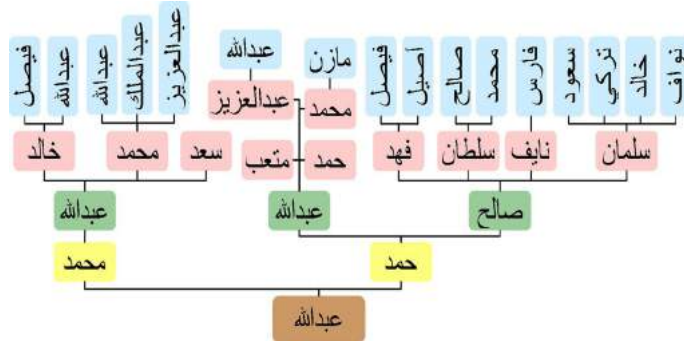 نواف
خالد
تركي
سعود
فارس
محمد
صالح
أصيل
فيصل
مازن
عبدالله
عبدالعزيز
عبدالملك
عبدالله
عبدالله
فيصل
محمد
عبدالعزيز
سلمان
نايف
سلطان
فهد
حمد
متعب
سعد
محمد
خالد
صالح
عبدالله
عبدالله
حمد
محمد
عبدالله